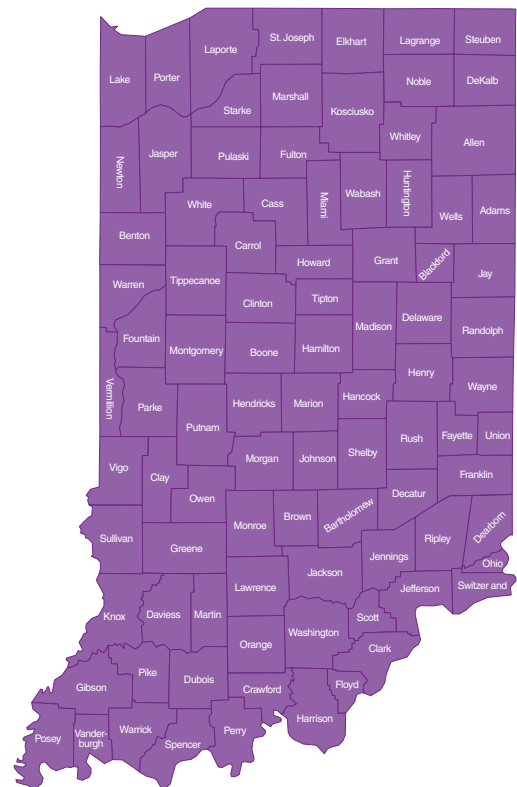 St. Joseph
Elkhart
Lagrange
Steuben
Laporte
Lake
Porter
Noble
DeKalb
Marshall
Starke
Kosciusko
Whitley
Allen
Newton
Jasper
Pulaski
Fulton
Miami
Wabash
Huntington
White
Cass
Wells
Adams
Benton
Carrol
Howard
Grant
Blackford
Jay
Warren
Tippecanoe
Clinton
Tipton
Madison
Delaware
Randolph
Fountain
Montgomery
Boone
Hamilton
Henry
Wayne
Vermillion
Parke
Putnam
Hendricks
Marion
Hancock
Rush
Fayette
Union
Vigo
Clay
Owen
Morgan
Johnson
Shelby
Franklin
Decatur
Sullivan
Greene
Monroe
Brown
Bartholomew
Jennings
Ripley
Dearborn
Ohio
Switzer and
Jefferson
Jackson
Lawrence
Knox
Daviess
Martin
Orange
Washington
Scott
Clark
Gibson
Pike
Dubois
Crawford
Floyd
Harrison
Posey
Vander-
burgh
Warrick
Spencer
Perry